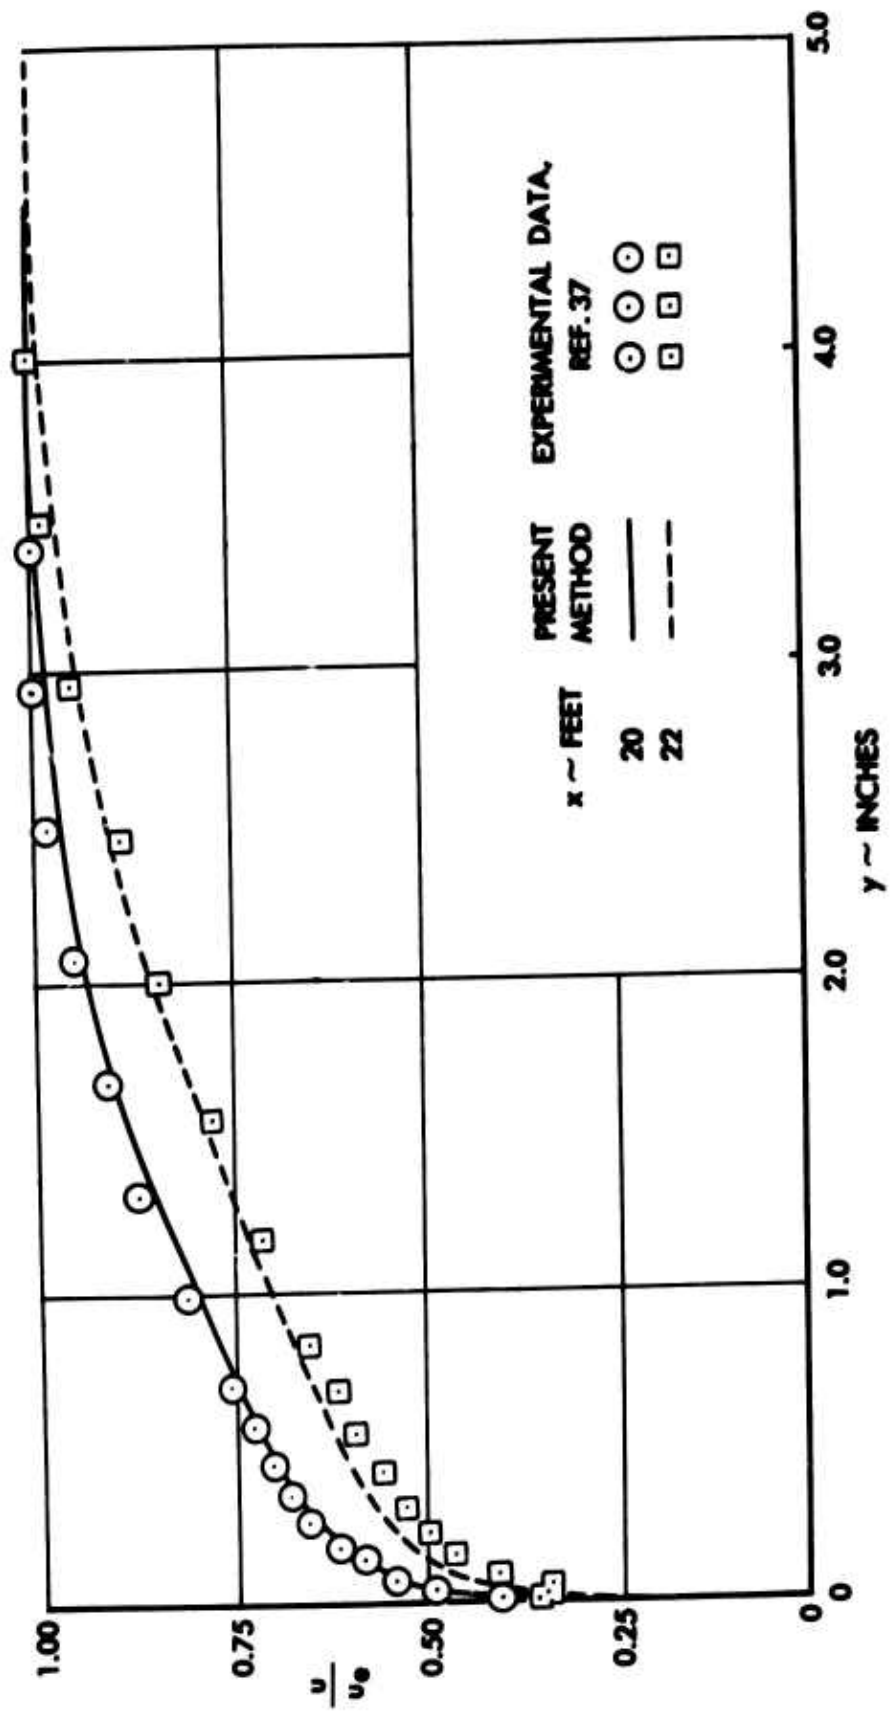 1.00
0.75
0.50
0.25
0
u
u_e
0
1.0
2.0
3.0
4.0
5.0
y ~ INCHES
PRESENT EXPERIMENTAL DATA,
x ~ FEET METHOD REF. 37
20
22